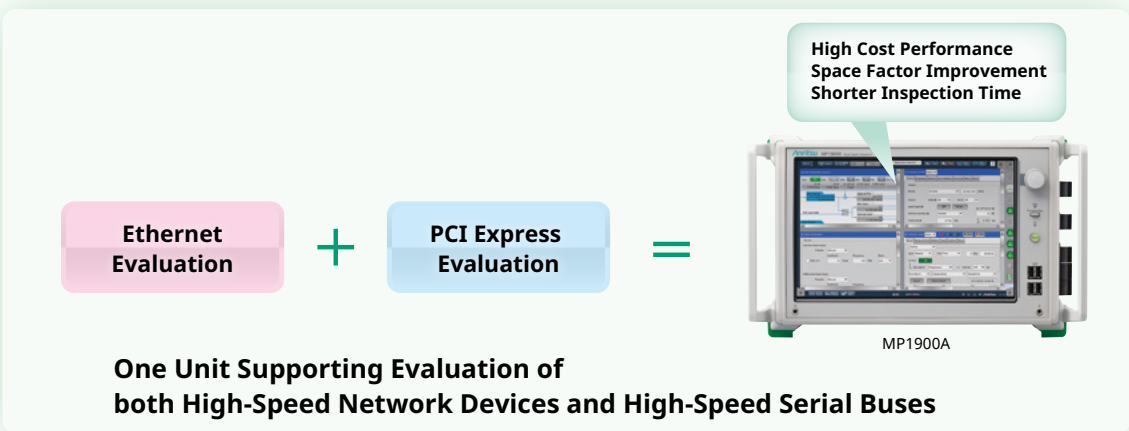 High Cost Performance
Space Factor Improvement
Shorter Inspection Time
Anritsu
Ethernet
Evaluation
+
PCI Express
Evaluation
=
MP1900A
One Unit Supporting Evaluation of
both High-Speed Network Devices and High-Speed Serial Buses